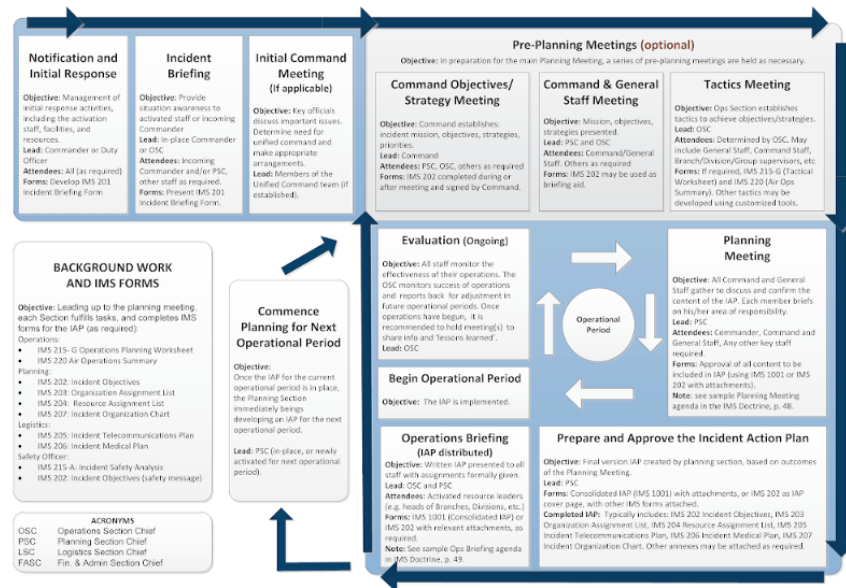 Notification and
Initial Response
Objective: Management of
initial response activities,
including the activation
staff, facilities, and
resources.
Lead: Commander or Duty
Officer
Attendees: All (as required)
Forms: Develop IMS 201
Incident Briefing Form
Incident
Briefing
Objective: Provide
situation awareness to
activated staff or incoming
Commander
Lead: In-place Commander
or OSC
Attendees: Incoming
Commander and/or PSC,
other staff as required.
Forms: Present IMS 201
Incident Briefing Form.
Initial Command
Meeting
(If applicable)
Objective: Key officials
discuss important issues.
Determine need for
unified command and
make appropriate
arrangements.
Lead: Members of the
Unified Command team (if
established).
Pre-Planning Meetings (optional)
Objective: In preparation for the main Planning Meeting, a series of pre-planning meetings are held as necessary.
Command Objectives/
Strategy Meeting
Objective: Command establishes:
incident mission, objectives, strategies,
priorities.
Lead: Command
Attendees: PSC, OSC, others as required
Forms: IMS 202 completed during or
after meeting and signed by Command.
Command & General
Staff Meeting
Objective: Mission, objectives,
strategies presented.
Lead: PSC and OSC
Attendees: Command/General
Staff. Others as required
Forms: IMS 202 may be used as
briefing aid.
Tactics Meeting
Objective: Ops Section establishes
tactics to achieve objectives/strategies.
Lead: OSC
Attendees: Determined by OSC. May
include General Staff, Command Staff,
Branch/Division/Group supervisors, etc
Forms: If required, IMS 215-G (Tactical
Worksheet) and IMS 220 (Air Ops
Summary). Other tactics may be
developed using customized tools.
BACKGROUND WORK
AND IMS FORMS
Objective: Leading up to the planning meeting,
each Section fulfills tasks, and completes IMS
forms for the IAP (as required):
Operations:
• IMS 215- G Operations Planning Worksheet
• IMS 220 Air Operations Summary
Planning:
• IMS 202: Incident Objectives
• IMS 203: Organization Assignment List
• IMS 204: Resource Assignment List
• IMS 207: Incident Organization Chart
Logistics:
• IMS 205: Incident Telecommunications Plan
• IMS 206: Incident Medical Plan
Safety Officer:
• IMS 215-A: Incident Safety Analysis
• IMS 202: Incident Objectives (safety message)
ACRONYMS
OSC Operations Section Chief
PSC Planning Section Chief
LSC Logistics Section Chief
FASC Fin. & Admin Section Chief
Commence
Planning for Next
Operational Period
Objective:
Once the IAP for the current
operational period is in place,
the Planning Section
immediately beings
developing an IAP for the next
operational period.
Lead: PSC (in-place, or newly
activated for next operational
period).
Evaluation (Ongoing)
Objective: All staff monitor the
effectiveness of their operations. The
OSC monitors success of operations
and reports back for adjustment in
future operational periods. Once
operations have begun, it is
recommended to hold meeting(s) to
share info and 'lessons learned'.
Lead: OSC
Begin Operational Period
Objective: The IAP is implemented.
Operational
Period
Planning
Meeting
Objective: All Command and General
Staff gather to discuss and confirm the
content of the IAP. Each member briefs
on his/her area of responsibility.
Lead: PSC
Attendees: Commander, Command and
General Staff, Any other key staff
required.
Forms: Approval of all content to be
included in IAP (using IMS 1001 or IMS
202 with attachments).
Note: see sample Planning Meeting
agenda in the IMS Doctrine, p. 48.
Operations Briefing
(IAP distributed)
Objective: Written IAP presented to all
staff with assignments formally given.
Lead: OSC and PSC
Attendees: Activated resource leaders
(e.g. heads of Branches, Divisions, etc.)
Forms: IMS 1001 (Consolidated IAP) or
IMS 202 with relevant attachments, as
required.
Note: See sample Ops Briefing agenda
in IMS Doctrine, p. 49.
Prepare and Approve the Incident Action Plan
Objective: Final version IAP created by planning section, based on outcomes
of the Planning Meeting.
Lead: PSC
Forms: Consolidated IAP (IMS 1001) with attachments, or IMS 202 as IAP
cover page, with other IMS forms attached.
Completed IAP: Typically includes: IMS 202 Incident Objectives, IMS 203
Organization Assignment List, IMS 204 Resource Assignment List, IMS 205
Incident Telecommunications Plan, IMS 206 Incident Medical Plan, IMS 207
Incident Organization Chart. Other annexes may be attached as required.